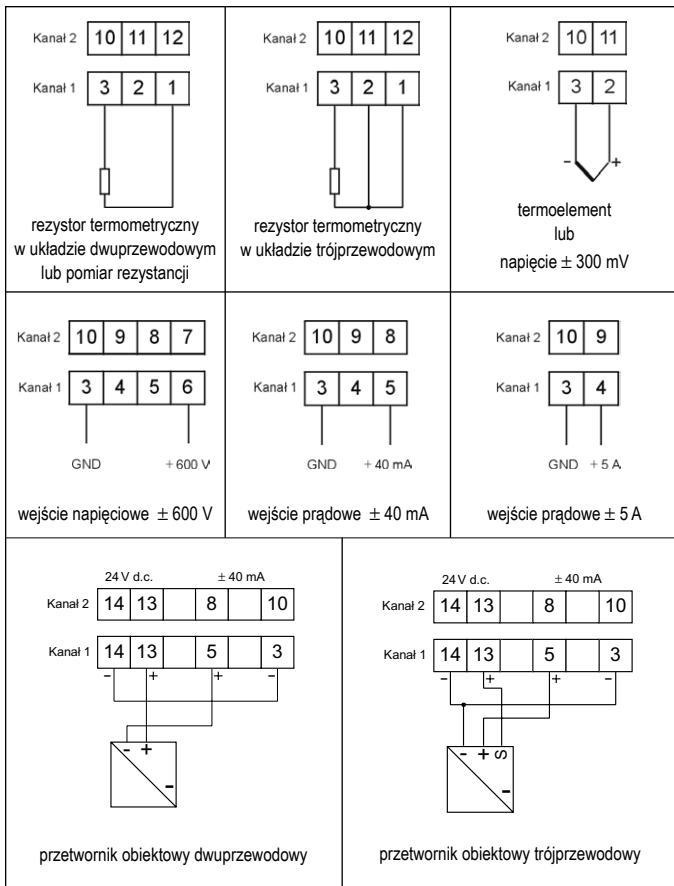 Kanał 2 10 11 12
Kanał 1 3 2 1
rezystor termometryczny
w układzie dwuprzewodowym
lub pomiar rezystancji
Kanał 2 10 11 12
Kanał 1 3 2 1
rezystor termometryczny
w układzie trójprzewodowym
Kanał 2 10 11
Kanał 1 3 2
- +
termoelement
lub
napięcie ± 300 mV
Kanał 2 10 9 8 7
Kanał 1 3 4 5 6
GND ± 600 V
wejście napięciowe ± 600 V
Kanał 2 10 9 8
Kanał 1 3 4 5
GND ± 40 mA
wejście prądowe ± 40 mA
Kanał 2 10 9
Kanał 1 3 4
GND ± 5 A
wejście prądowe ± 5 A
24 V d.c. ± 40 mA
Kanał 2 14 13 8 10
Kanał 1 14 13 5 3
- + + -
- +
-
przetwornik obiektowy dwuprzewodowy
24 V d.c. ± 40 mA
Kanał 2 14 13 8 10
Kanał 1 14 13 5 3
- + + -
- + S
-
przetwornik obiektowy trójprzewodowy